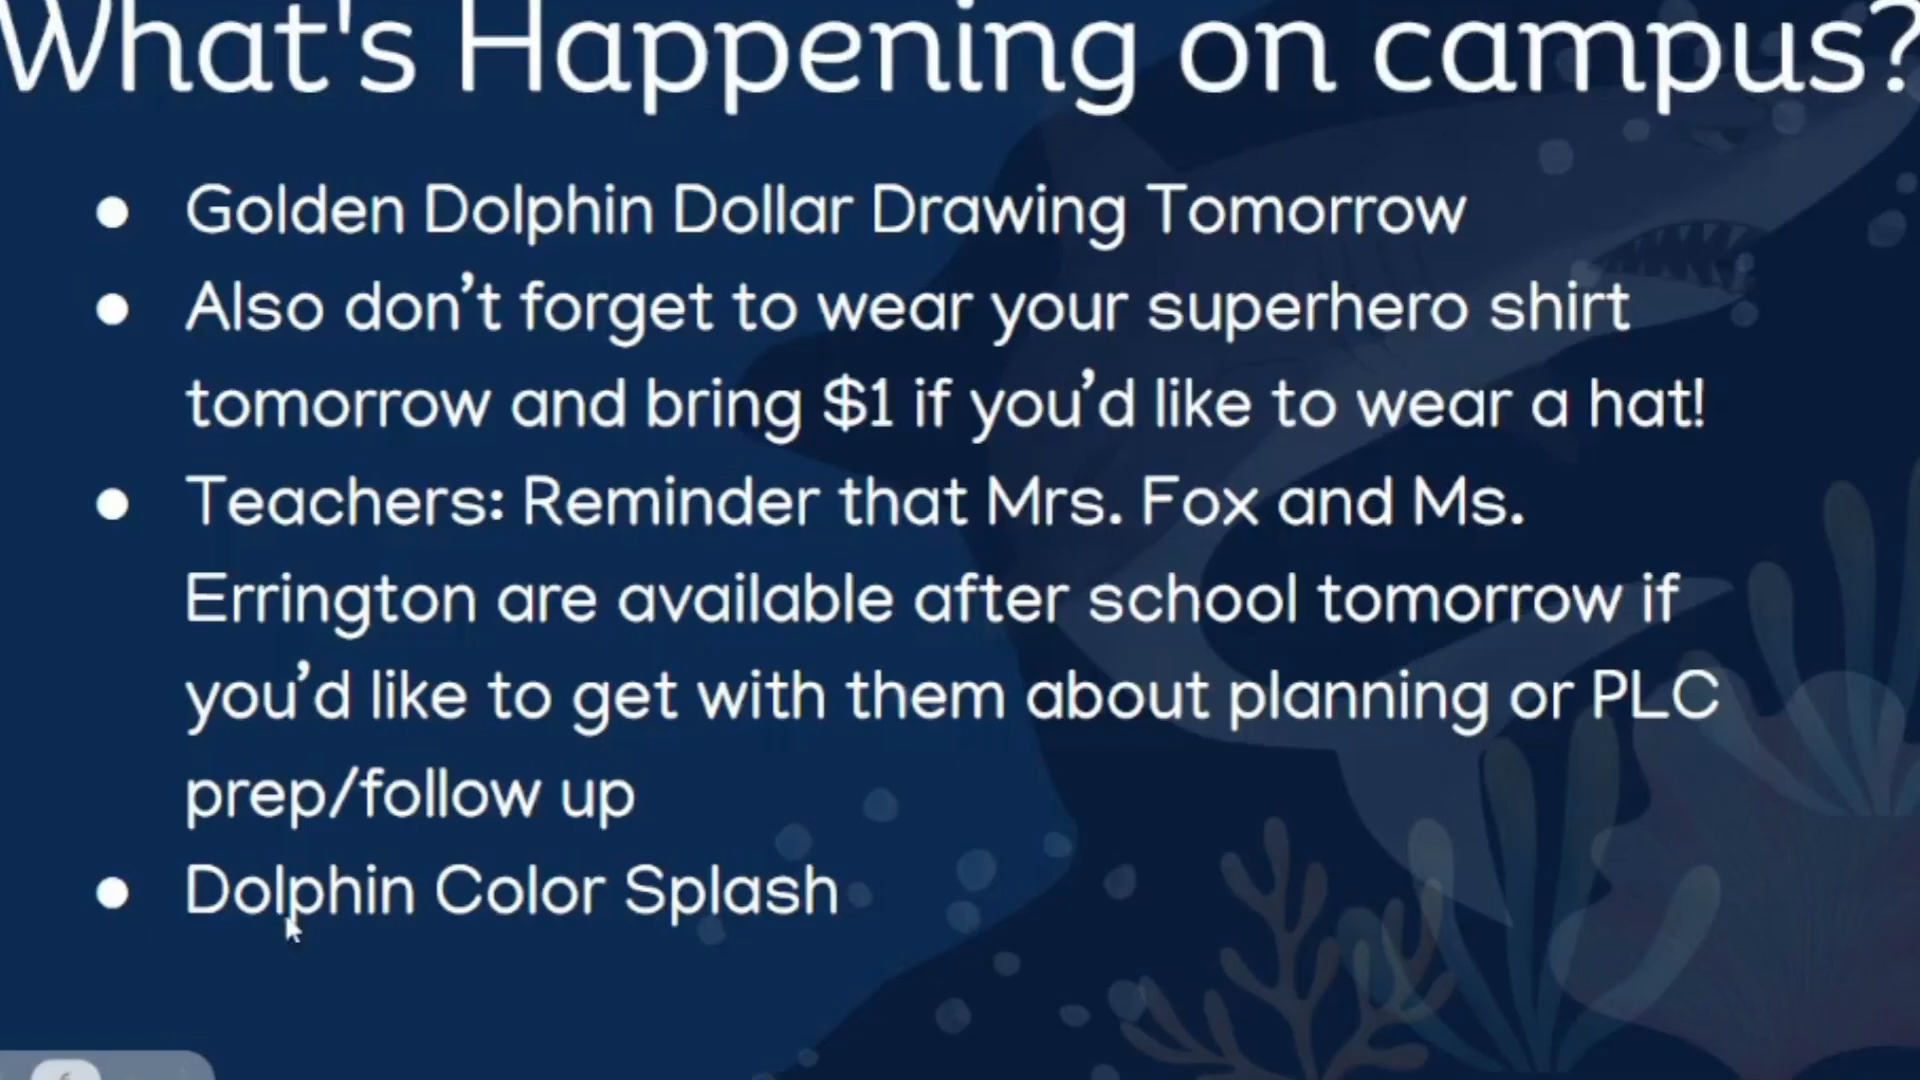 What's Happening on campus?
● Golden Dolphin Dollar Drawing Tomorrow
● Also don’t forget to wear your superhero shirt
tomorrow and bring $1 if you’d like to wear a hat!
● Teachers: Reminder that Mrs. Fox and Ms.
Errington are available after school tomorrow if
you’d like to get with them about planning or PLC
prep/follow up
● Dolphin Color Splash